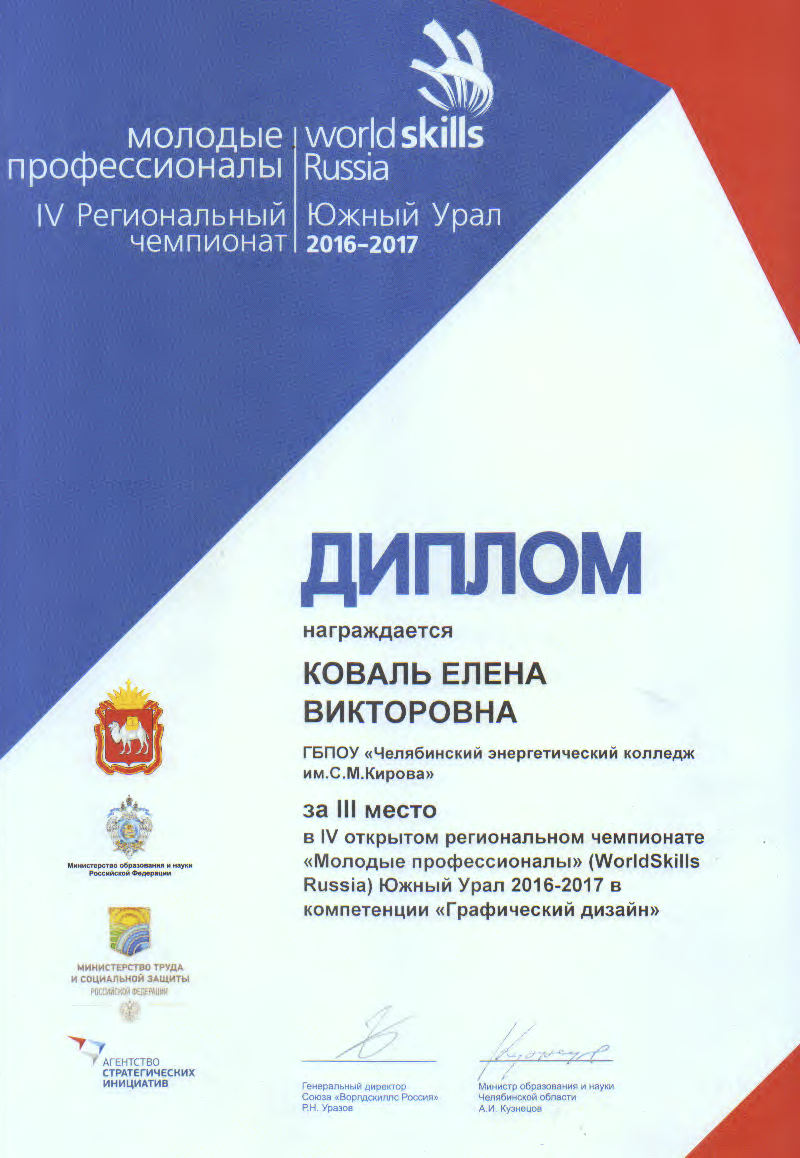 молодые профессионалы
worldskills Russia
IV Региональный чемпионат
Южный Урал 2016–2017
ДИПЛОМ
награждается
КОВАЛЬ ЕЛЕНА
ВИКТОРОВНА
ГБПОУ «Челябинский энергетический колледж
им.С.М.Кирова»
за III место
в IV открытом региональном чемпионате
«Молодые профессионалы» (WorldSkills
Russia) Южный Урал 2016-2017 в
компетенции «Графический дизайн»
Министерство образования и науки
Российской Федерации
МИНИСТЕРСТВО ТРУДА
И СОЦИАЛЬНОЙ ЗАЩИТЫ
РОССИЙСКОЙ ФЕДЕРАЦИИ
АГЕНТСТВО
СТРАТЕГИЧЕСКИХ
ИНИЦИАТИВ
Генеральный директор
Союза «Ворлдскиллс Россия»
Р.Н. Уразов
Министр образования и науки
Челябинской области
А.И. Кузнецов